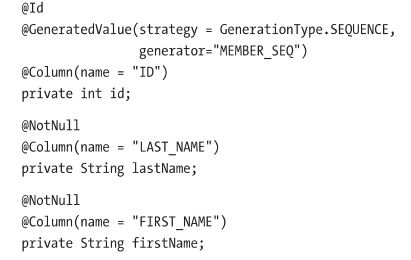 @Id
@GeneratedValue(strategy = GenerationType.SEQUENCE,
generator="MEMBER_SEQ")
@Column(name = "ID")
private int id;
@NotNull
@Column(name = "LAST_NAME")
private String lastName;
@NotNull
@Column(name = "FIRST_NAME")
private String firstName;